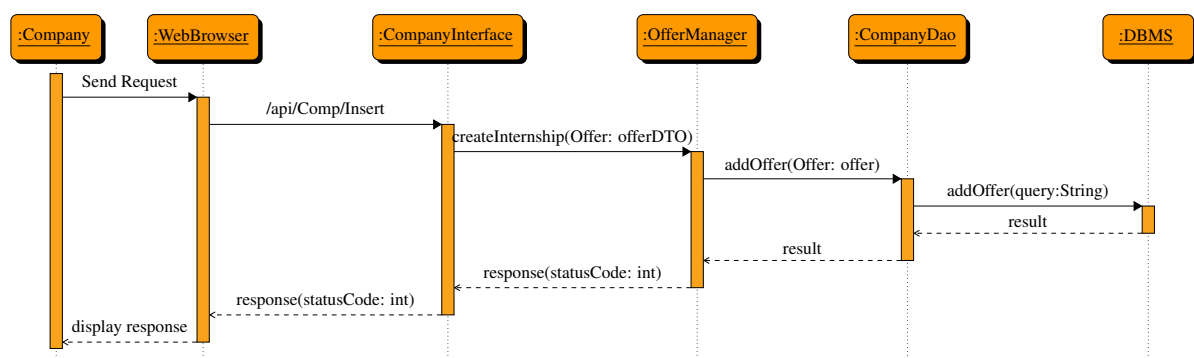 :Company
:WebBrowser
:CompanyInterface
:OfferManager
:CompanyDao
:DBMS
Send Request
/api/Comp/Insert
createInternship(Offer: offerDTO)
addOffer(Offer: offer)
addOffer(query:String)
result
result
response(statusCode: int)
response(statusCode: int)
display response